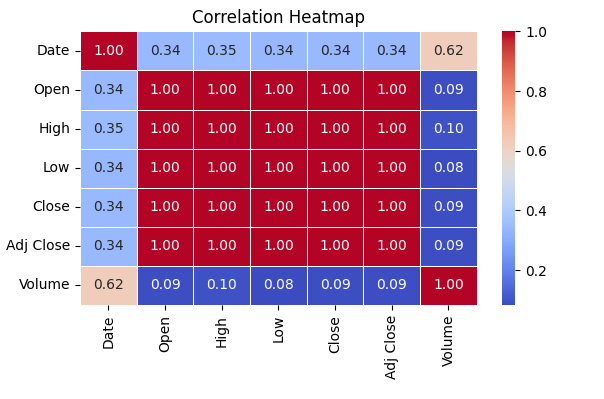 Correlation Heatmap
Date 1.00 0.34 0.35 0.34 0.34 0.34 0.62
Open 0.34 1.00 1.00 1.00 1.00 1.00 0.09
High 0.35 1.00 1.00 1.00 1.00 1.00 0.10
Low 0.34 1.00 1.00 1.00 1.00 1.00 0.08
Close 0.34 1.00 1.00 1.00 1.00 1.00 0.09
Adj Close 0.34 1.00 1.00 1.00 1.00 1.00 0.09
Volume 0.62 0.09 0.10 0.08 0.09 0.09 1.00
Date Open High Low Close Adj Close Volume
1.0
0.8
0.6
0.4
0.2